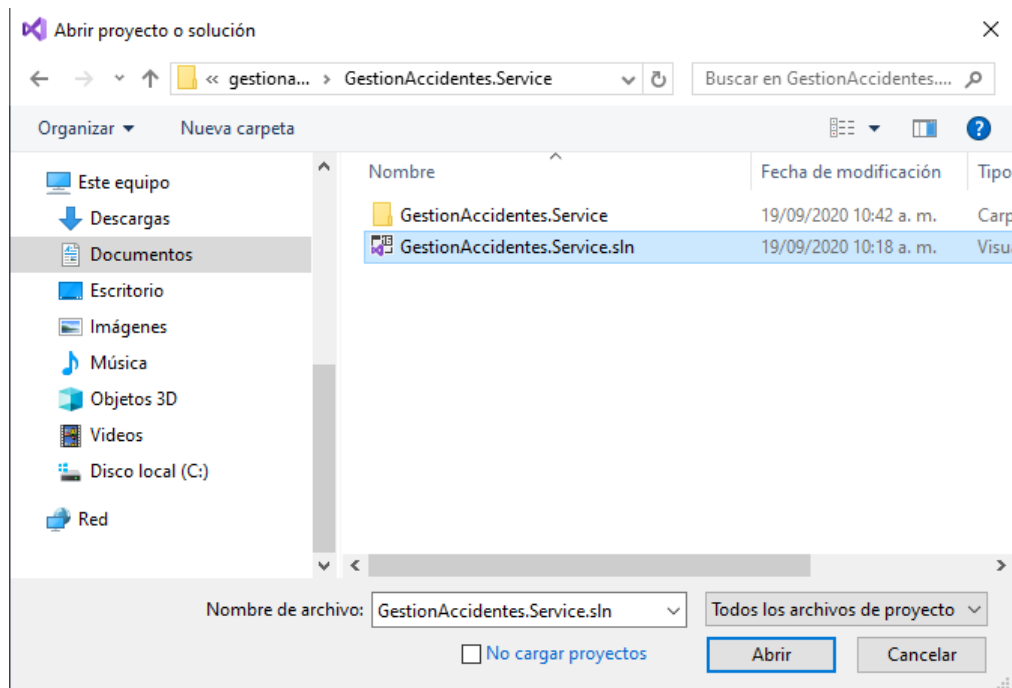 Abrir proyecto o solución
« gestiona... › GestionAccidentes.Service
Buscar en GestionAccidentes....
Organizar
Nueva carpeta
Nombre
Fecha de modificación
Tipo
Este equipo
Descargas
Documentos
Escritorio
Imágenes
Música
Objetos 3D
Videos
Disco local (C:)
Red
GestionAccidentes.Service 19/09/2020 10:42 a. m. Carp
GestionAccidentes.Service.sln 19/09/2020 10:18 a. m. Visua
Nombre de archivo: GestionAccidentes.Service.sln
Todos los archivos de proyecto
No cargar proyectos
Abrir
Cancelar